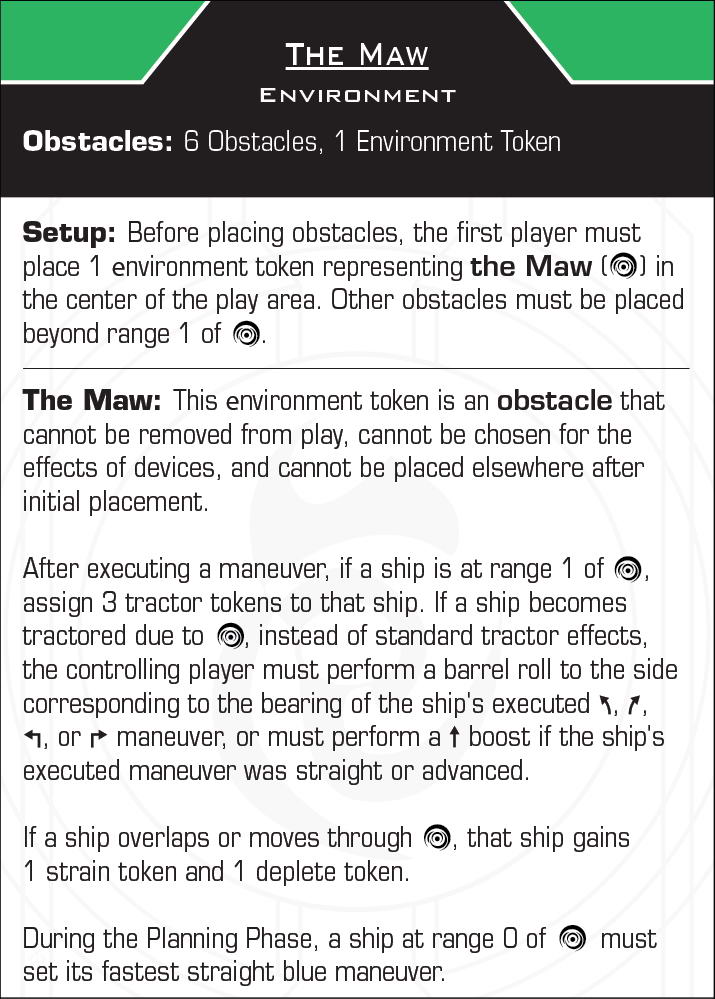 The Maw
Environment
Obstacles: 6 Obstacles, 1 Environment Token
Setup: Before placing obstacles, the first player must
place 1 environment token representing the Maw () in
the center of the play area. Other obstacles must be placed
beyond range 1 of .
The Maw: This environment token is an obstacle that
cannot be removed from play, cannot be chosen for the
effects of devices, and cannot be placed elsewhere after
initial placement.
After executing a maneuver, if a ship is at range 1 of ,
assign 3 tractor tokens to that ship. If a ship becomes
tractored due to , instead of standard tractor effects,
the controlling player must perform a barrel roll to the side
corresponding to the bearing of the ship's executed ↖, ↗,
↰, or ↱ maneuver, or must perform a ↑ boost if the ship's
executed maneuver was straight or advanced.
If a ship overlaps or moves through , that ship gains
1 strain token and 1 deplete token.
During the Planning Phase, a ship at range 0 of must
set its fastest straight blue maneuver.